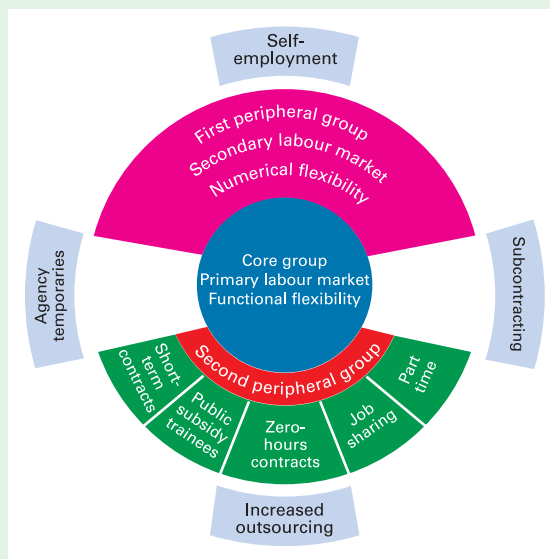 Self-
employment
First peripheral group
Secondary labour market
Numerical flexibility
Agency
temporaries
Core group
Primary labour market
Functional flexibility
Subcontracting
Second peripheral group
Short-
term
contracts
Public
subsidy
trainees
Zero-
hours
contracts
Job
sharing
Part
time
Increased
outsourcing